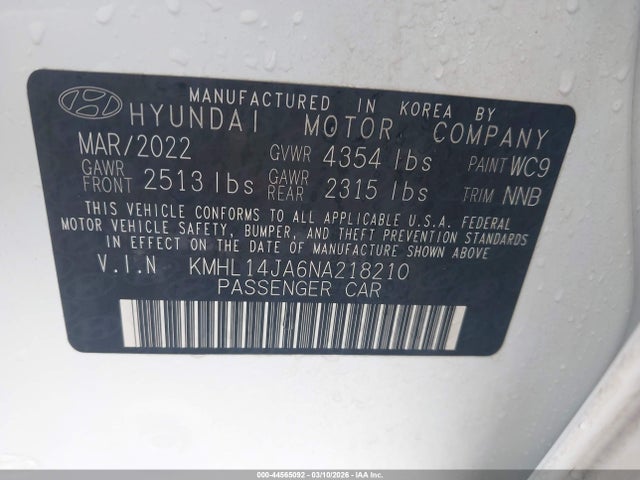 MANUFACTURED IN KOREA BY
HYUNDAI MOTOR COMPANY
MAR/2022 GVWR 4354 lbs PAINT WC9
GAWR FRONT 2513 lbs GAWR REAR 2315 lbs TRIM NNB
THIS VEHICLE CONFORMS TO ALL APPLICABLE U.S.A. FEDERAL
MOTOR VEHICLE SAFETY, BUMPER, AND THEFT PREVENTION STANDARDS
IN EFFECT ON THE DATE OF MANUFACTURE SHOWN ABOVE
V.I.N KMHL14JA6NA218210
PASSENGER CAR
000-44565092 - 03/10/2026 - COPART